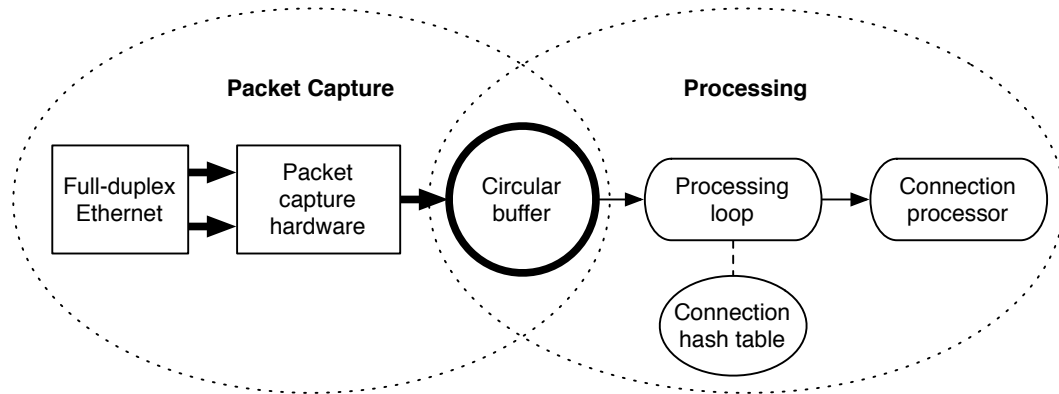 Packet Capture
Processing
Full-duplex
Ethernet
Packet
capture
hardware
Circular
buffer
Processing
loop
Connection
processor
Connection
hash table